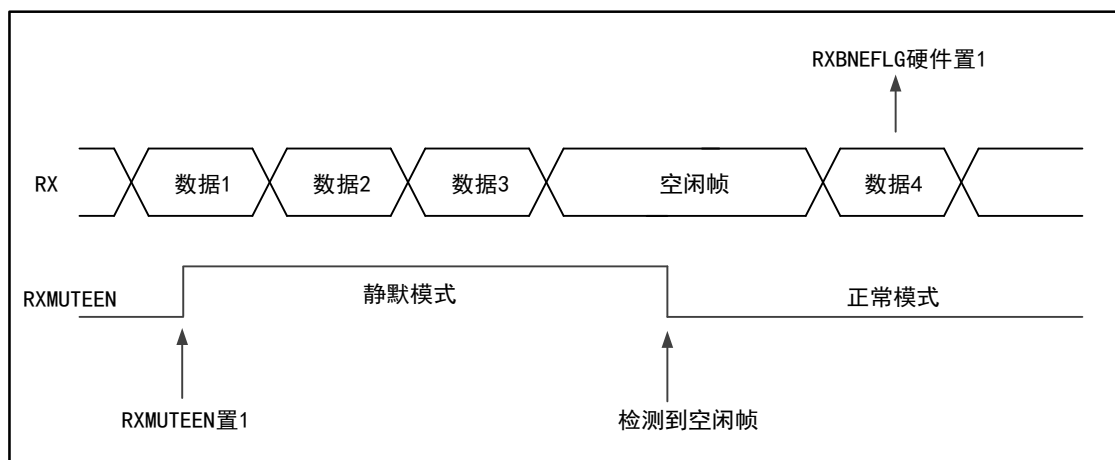 RXBNEFLG硬件置1
RX
数据1
数据2
数据3
空闲帧
数据4
RXMUTEEN
静默模式
正常模式
RXMUTEEN置1
检测到空闲帧